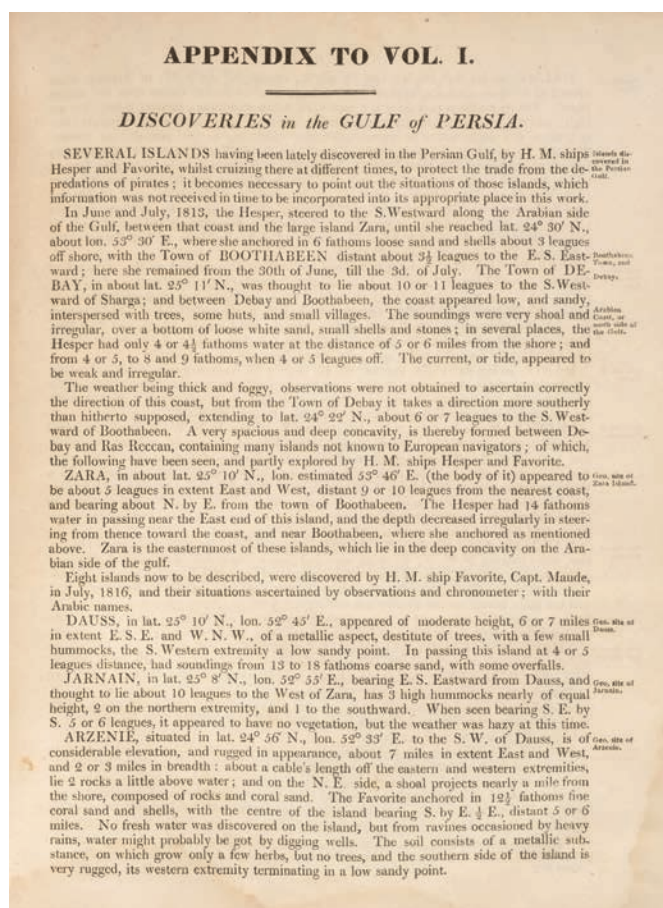 APPENDIX TO VOL. I.
DISCOVERIES in the GULF of PERSIA.
SEVERAL ISLANDS having been lately discovered in the Persian Gulf, by H. M. ships
Islands dis-
covered in
the Persian
Gulf.
Hesper and Favorite, whilst cruizing there at different times, to protect the trade from the de-
predations of pirates; it becomes necessary to point out the situations of those islands, which
information was not received in time to be incorporated into its appropriate place in this work.
In June and July, 1813, the Hesper, steered to the S.Westward along the Arabian side
of the Gulf, between that coast and the large island Zara, until she reached lat. 24° 30′ N.,
about lon. 53° 30′ E., where she anchored in 6 fathoms loose sand and shells about 3 leagues
off shore, with the Town of BOOTHABEEN distant about 3½ leagues to the E. S. East-
Boothabeen
Town, and
ward; here she remained from the 30th of June, till the 3d. of July. The Town of DE-
Debay.
BAY, in about lat. 25° 11′ N., was thought to lie about 10 or 11 leagues to the S.West-
ward of Sharga; and between Debay and Boothabeen, the coast appeared low, and sandy,
interspersed with trees, some huts, and small villages. The soundings were very shoal and
Arabian
Coast, or
south side of
the Gulf.
irregular, over a bottom of loose white sand, small shells and stones; in several places, the
Hesper had only 4 or 4½ fathoms water at the distance of 5 or 6 miles from the shore; and
from 4 or 5, to 8 and 9 fathoms, when 4 or 5 leagues off. The current, or tide, appeared to
be weak and irregular.
The weather being thick and foggy, observations were not obtained to ascertain correctly
the direction of this coast, but from the Town of Debay it takes a direction more southerly
than hitherto supposed, extending to lat. 24° 22′ N., about 6 or 7 leagues to the S. West-
ward of Boothabeen. A very spacious and deep concavity, is thereby formed between De-
bay and Ras Reccan, containing many islands not known to European navigators; of which,
the following have been seen, and partly explored by H. M. ships Hesper and Favorite.
ZARA, in about lat. 25° 10′ N., lon. estimated 53° 46′ E. (the body of it) appeared to
Geo. site of
Zara Island.
be about 5 leagues in extent East and West, distant 9 or 10 leagues from the nearest coast,
and bearing about N. by E. from the town of Boothabeen. The Hesper had 14 fathoms
water in passing near the East end of this island, and the depth decreased irregularly in steer-
ing from thence toward the coast, and near Boothabeen, where she anchored as mentioned
above. Zara is the easternmost of these islands, which lie in the deep concavity on the Ara-
bian side of the gulf.
Eight islands now to be described, were discovered by H. M. ship Favorite, Capt. Maude,
in July, 1816, and their situations ascertained by observations and chronometer; with their
Arabic names.
DAUSS, in lat. 25° 10′ N., lon. 52° 45′ E., appeared of moderate height, 6 or 7 miles
Geo. site of
Dauss.
in extent E. S. E. and W. N. W., of a metallic aspect, destitute of trees, with a few small
hummocks, the S. Western extremity a low sandy point. In passing this island at 4 or 5
leagues distance, had soundings from 13 to 18 fathoms coarse sand, with some overfalls.
JARNAIN, in lat. 25° 8′ N., lon. 52° 55′ E., bearing E. S. Eastward from Dauss, and
Geo. site of
Jarnain.
thought to lie about 10 leagues to the West of Zara, has 3 high hummocks nearly of equal
height, 2 on the northern extremity, and 1 to the southward. When seen bearing S. E. by
S. 5 or 6 leagues, it appeared to have no vegetation, but the weather was hazy at this time.
ARZENIE, situated in lat. 24° 56′ N., lon. 52° 33′ E. to the S. W. of Dauss, is of
Geo. site of
Arzenie.
considerable elevation, and rugged in appearance, about 7 miles in extent East and West,
and 2 or 3 miles in breadth: about a cable's length off the eastern and western extremities,
lie 2 rocks a little above water; and on the N. E. side, a shoal projects nearly a mile from
the shore, composed of rocks and coral sand. The Favorite anchored in 12½ fathoms fine
coral sand and shells, with the centre of the island bearing S. by E. ½ E., distant 5 or 6
miles. No fresh water was discovered on the island, but from ravines occasioned by heavy
rains, water might probably be got by digging wells. The soil consists of a metallic sub-
stance, on which grow only a few herbs, but no trees, and the southern side of the island is
very rugged, its western extremity terminating in a low sandy point.